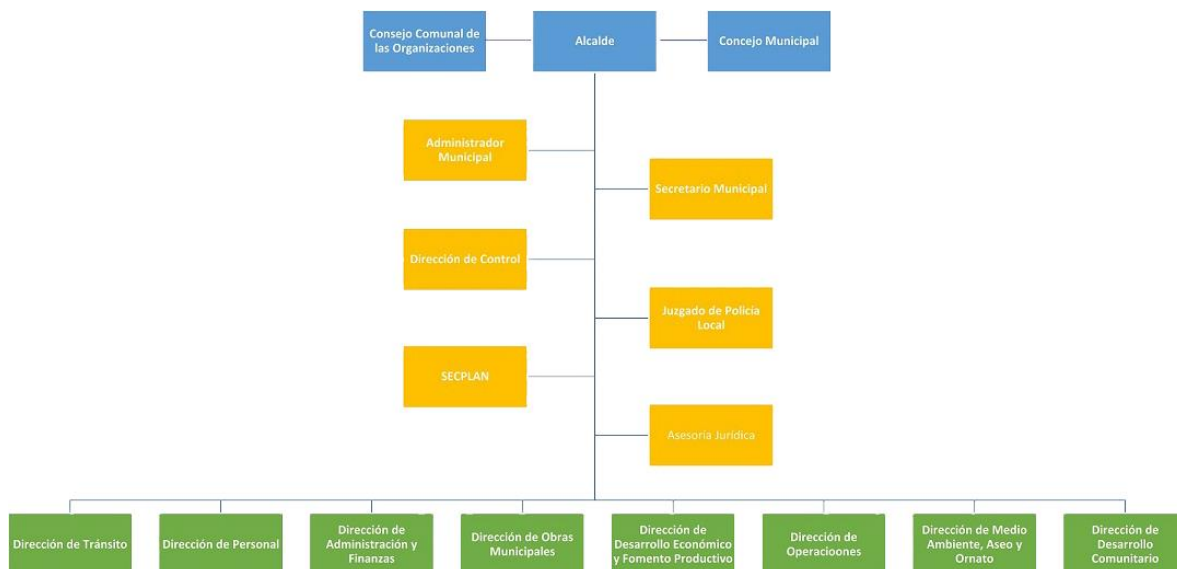 Consejo Comunal de
las Organizaciones
Alcalde
Concejo Municipal
Administrador
Municipal
Secretario Municipal
Dirección de Control
Juzgado de Policía
Local
SECPLAN
Asesoría Jurídica
Dirección de Tránsito
Dirección de Personal
Dirección de
Administración y
Finanzas
Dirección de Obras
Municipales
Dirección de
Desarrollo Económico
y Fomento Productivo
Dirección de
Operacioones
Dirección de Medio
Ambiente, Aseo y
Ornato
Dirección de
Desarrollo
Comunitario